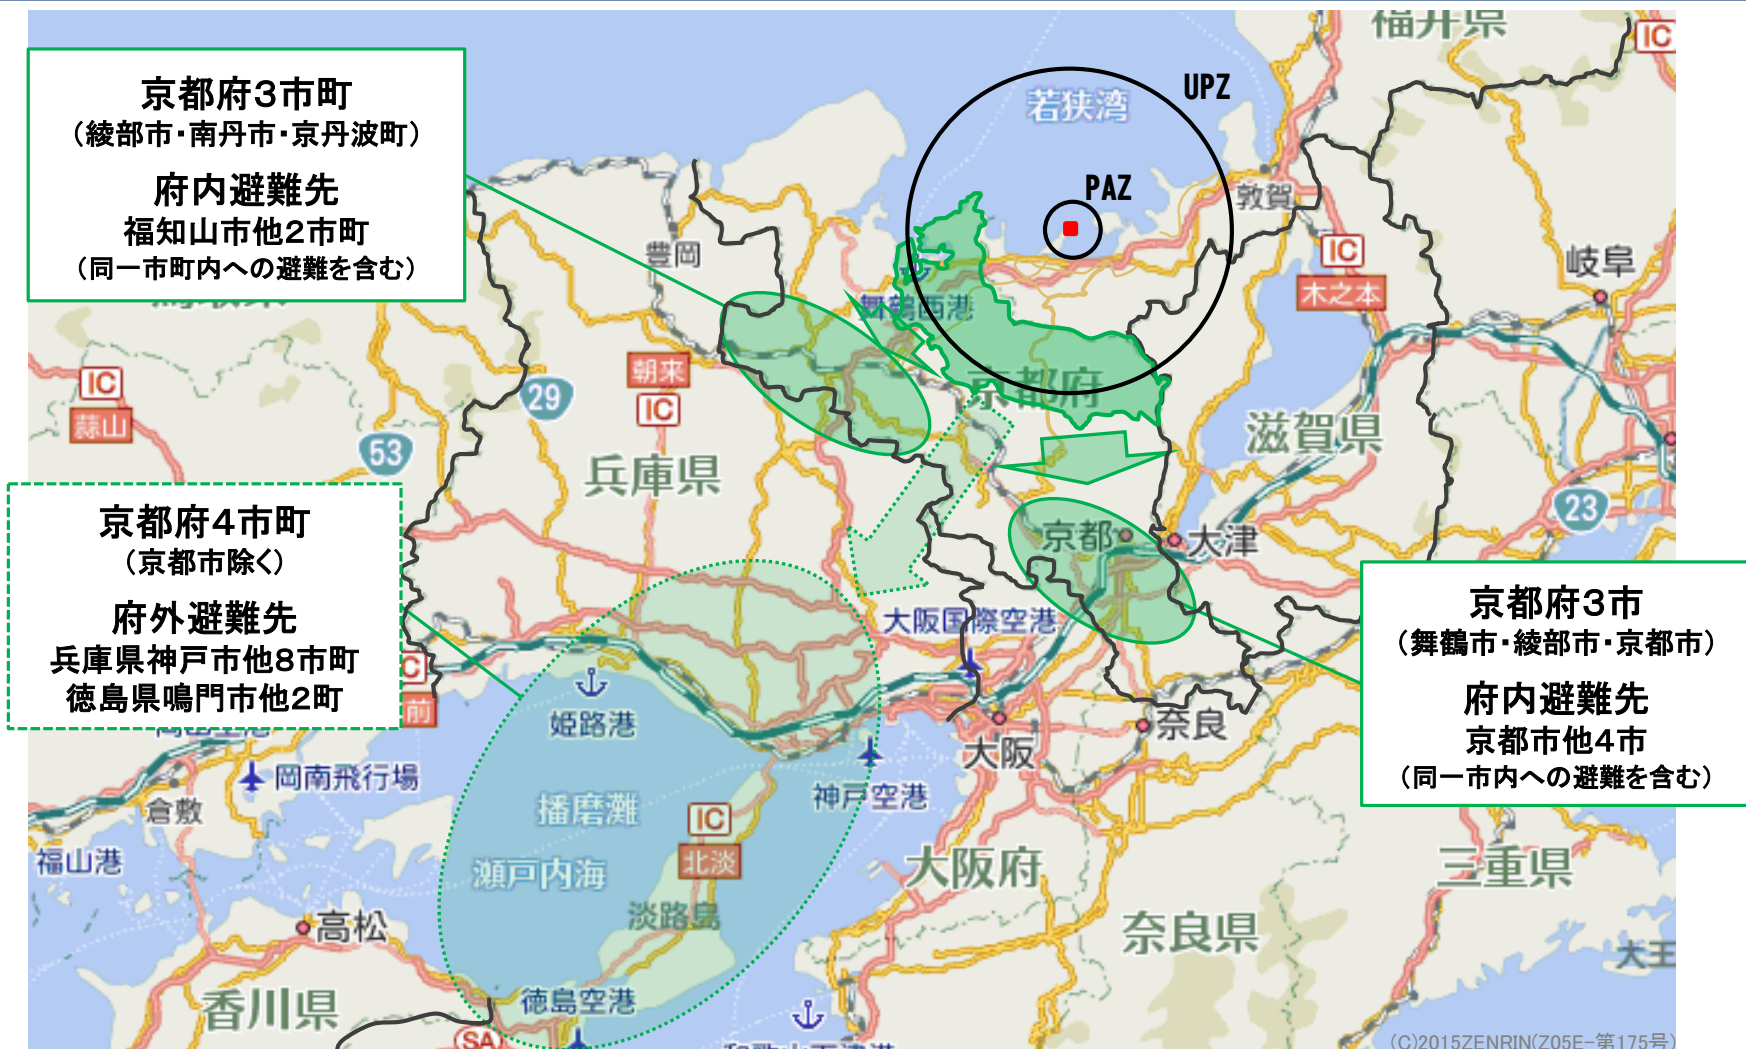 京都府3市町
（綾部市・南丹市・京丹波町）
府内避難先
福知山市他2市町
（同一市町内への避難を含む）
京都府4市町
（京都市除く）
府外避難先
兵庫県神戸市他8市町
徳島県鳴門市他2町
京都府3市
（舞鶴市・綾部市・京都市）
府内避難先
京都市他4市
（同一市内への避難を含む）
UPZ
PAZ
福井県
IC
若狭湾
敦賀
豊岡
舞鶴西港
IC
木之本
岐阜
朝来
IC
IC
蒜山
29
53
京都府
滋賀県
兵庫県
23
京都
大津
大阪国際空港
前
姫路港
大阪
奈良
岡南飛行場
倉敷
神戸空港
播磨灘
IC
北淡
福山港
瀬戸内海
大阪府
三重県
淡路島
高松
奈良県
大王
香川県
徳島空港
SA
(C)2015ZENRIN(Z05E-第175号)